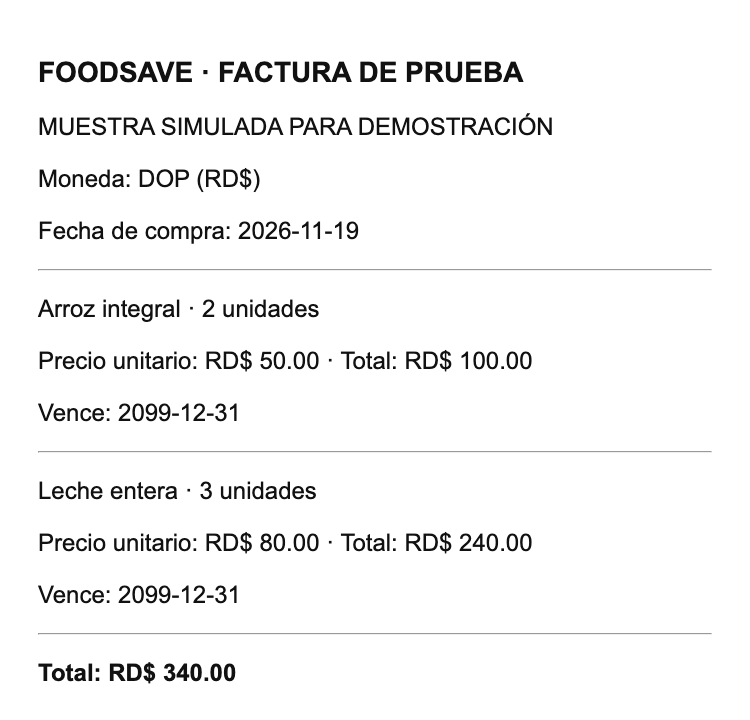 FOODSAVE · FACTURA DE PRUEBA
MUESTRA SIMULADA PARA DEMOSTRACIÓN
Moneda: DOP (RD$)
Fecha de compra: 2026-11-19
Arroz integral · 2 unidades
Precio unitario: RD$ 50.00 · Total: RD$ 100.00
Vence: 2099-12-31
Leche entera · 3 unidades
Precio unitario: RD$ 80.00 · Total: RD$ 240.00
Vence: 2099-12-31
Total: RD$ 340.00